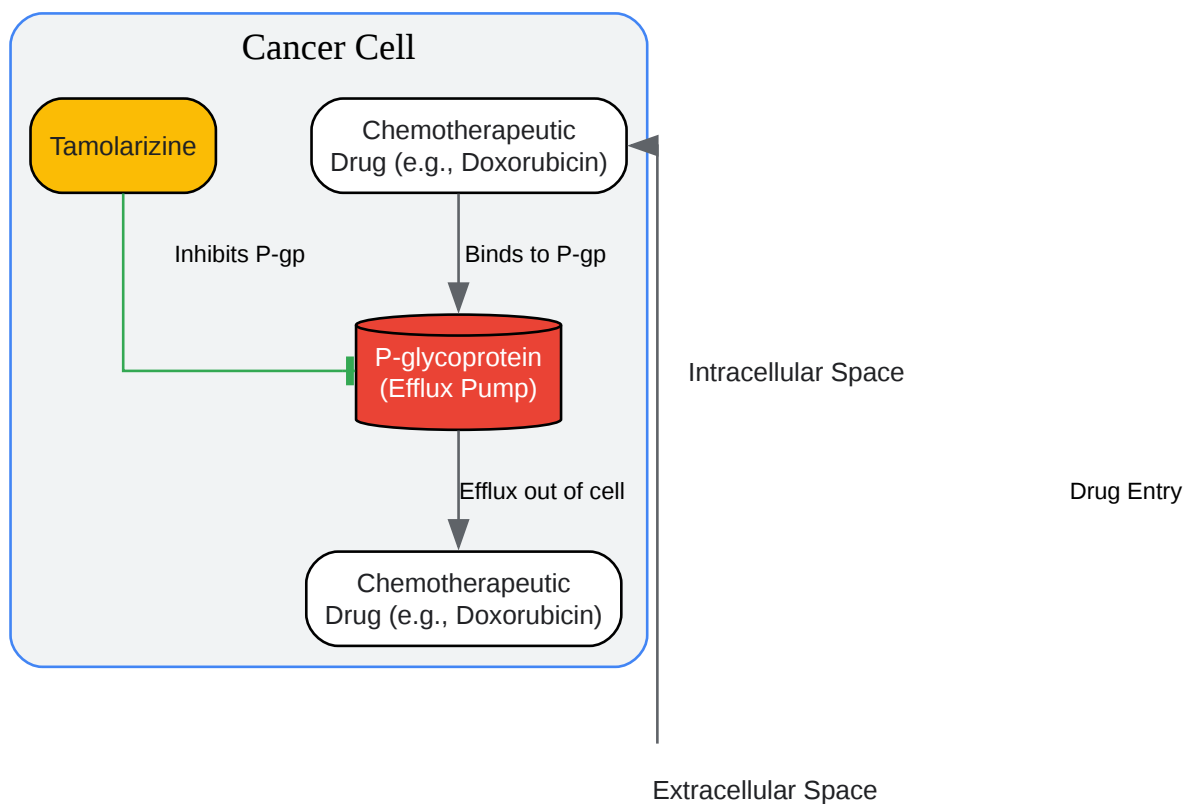 Cancer Cell
Tamolarizine
Chemotherapeutic
Drug (e.g., Doxorubicin)
Inhibits P-gp
Binds to P-gp
P-glycoprotein
(Efflux Pump)
Intracellular Space
Efflux out of cell
Drug Entry
Chemotherapeutic
Drug (e.g., Doxorubicin)
Extracellular Space